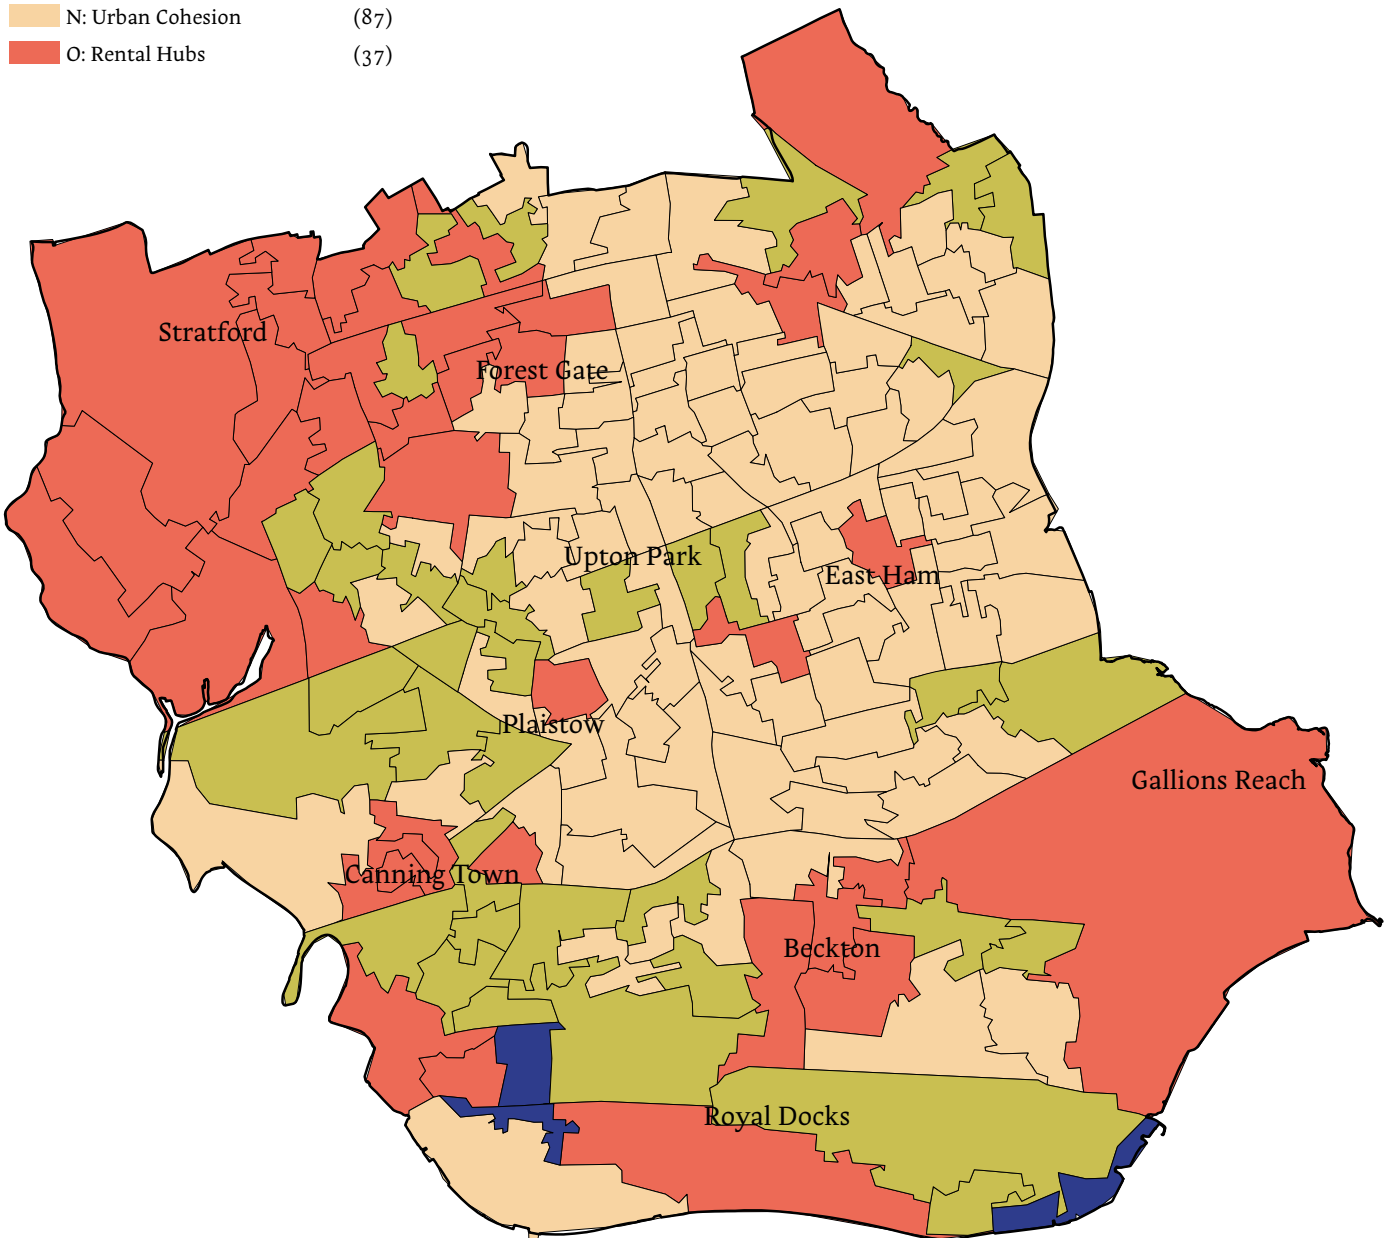 N: Urban Cohesion (87)
O: Rental Hubs (37)
Stratford
Forest Gate
Upton Park
East Ham
Plaistow
Gallions Reach
Canning Town
Beckton
Royal Docks